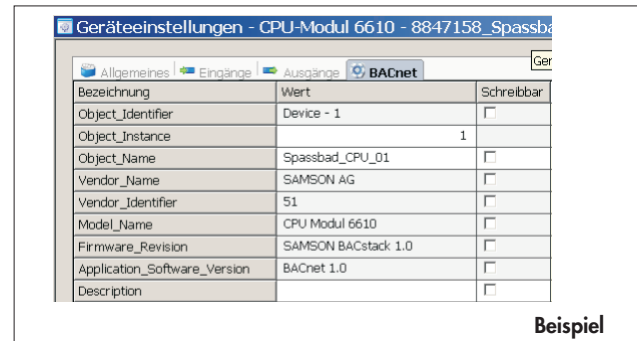 Geräteeinstellungen - CPU-Modul 6610 - 8847158_Spassba
Allgemeines Eingänge Ausgänge BACnet Ger
Bezeichnung Wert Schreibbar
Object_Identifier Device - 1
Object_Instance 1
Object_Name Spassbad_CPU_01
Vendor_Name SAMSON AG
Vendor_Identifier 51
Model_Name CPU Modul 6610
Firmware_Revision SAMSON BACstack 1.0
Application_Software_Version BACnet 1.0
Description
Beispiel